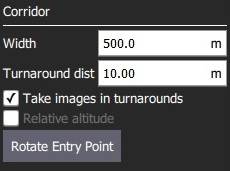 Corridor
Width 500.0 m
Turnaround dist 10.00 m
Take images in turnarounds
Relative altitude
Rotate Entry Point